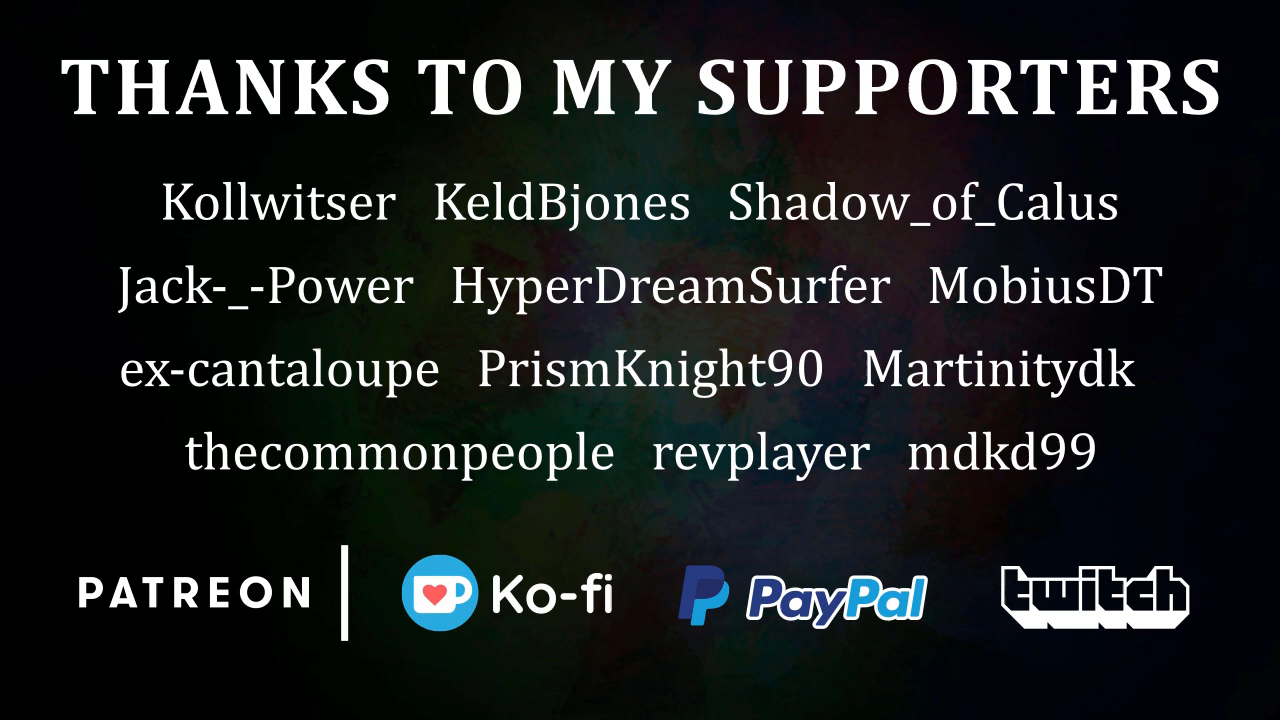 THANKS TO MY SUPPORTERS
Kollwitser KeldBjones Shadow_of_Calus
Jack-_-Power HyperDreamSurfer MobiusDT
ex-cantaloupe PrismKnight90 Martinitydk
thecommonpeople revplayer mdkd99
PATREON Ko-fi PayPal twitch